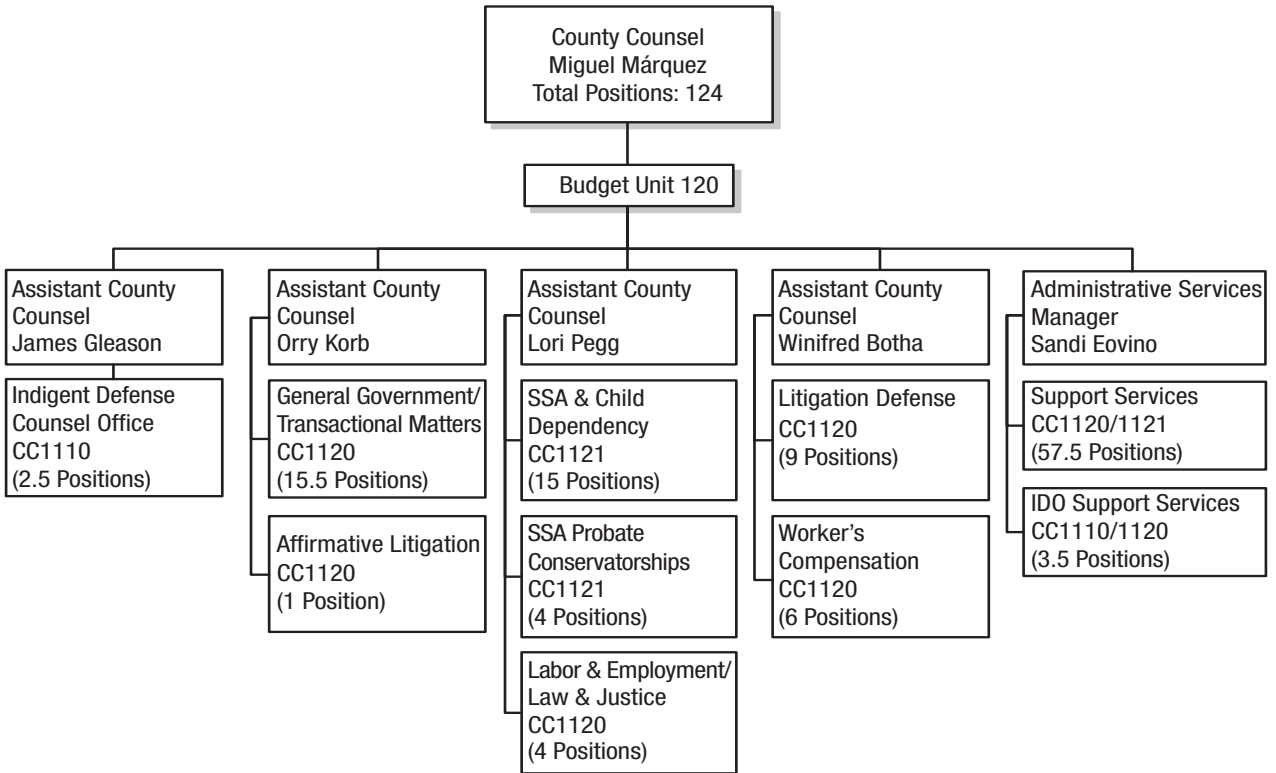 County Counsel
Miguel Márquez
Total Positions: 124
Budget Unit 120
Assistant County
Counsel
James Gleason
Indigent Defense
Counsel Office
CC1110
(2.5 Positions)
Assistant County
Counsel
Orry Korb
General Government/
Transactional Matters
CC1120
(15.5 Positions)
Affirmative Litigation
CC1120
(1 Position)
Assistant County
Counsel
Lori Pegg
SSA & Child
Dependency
CC1121
(15 Positions)
SSA Probate
Conservatorships
CC1121
(4 Positions)
Labor & Employment/
Law & Justice
CC1120
(4 Positions)
Assistant County
Counsel
Winifred Botha
Litigation Defense
CC1120
(9 Positions)
Worker's
Compensation
CC1120
(6 Positions)
Administrative Services
Manager
Sandi Eovino
Support Services
CC1120/1121
(57.5 Positions)
IDO Support Services
CC1110/1120
(3.5 Positions)